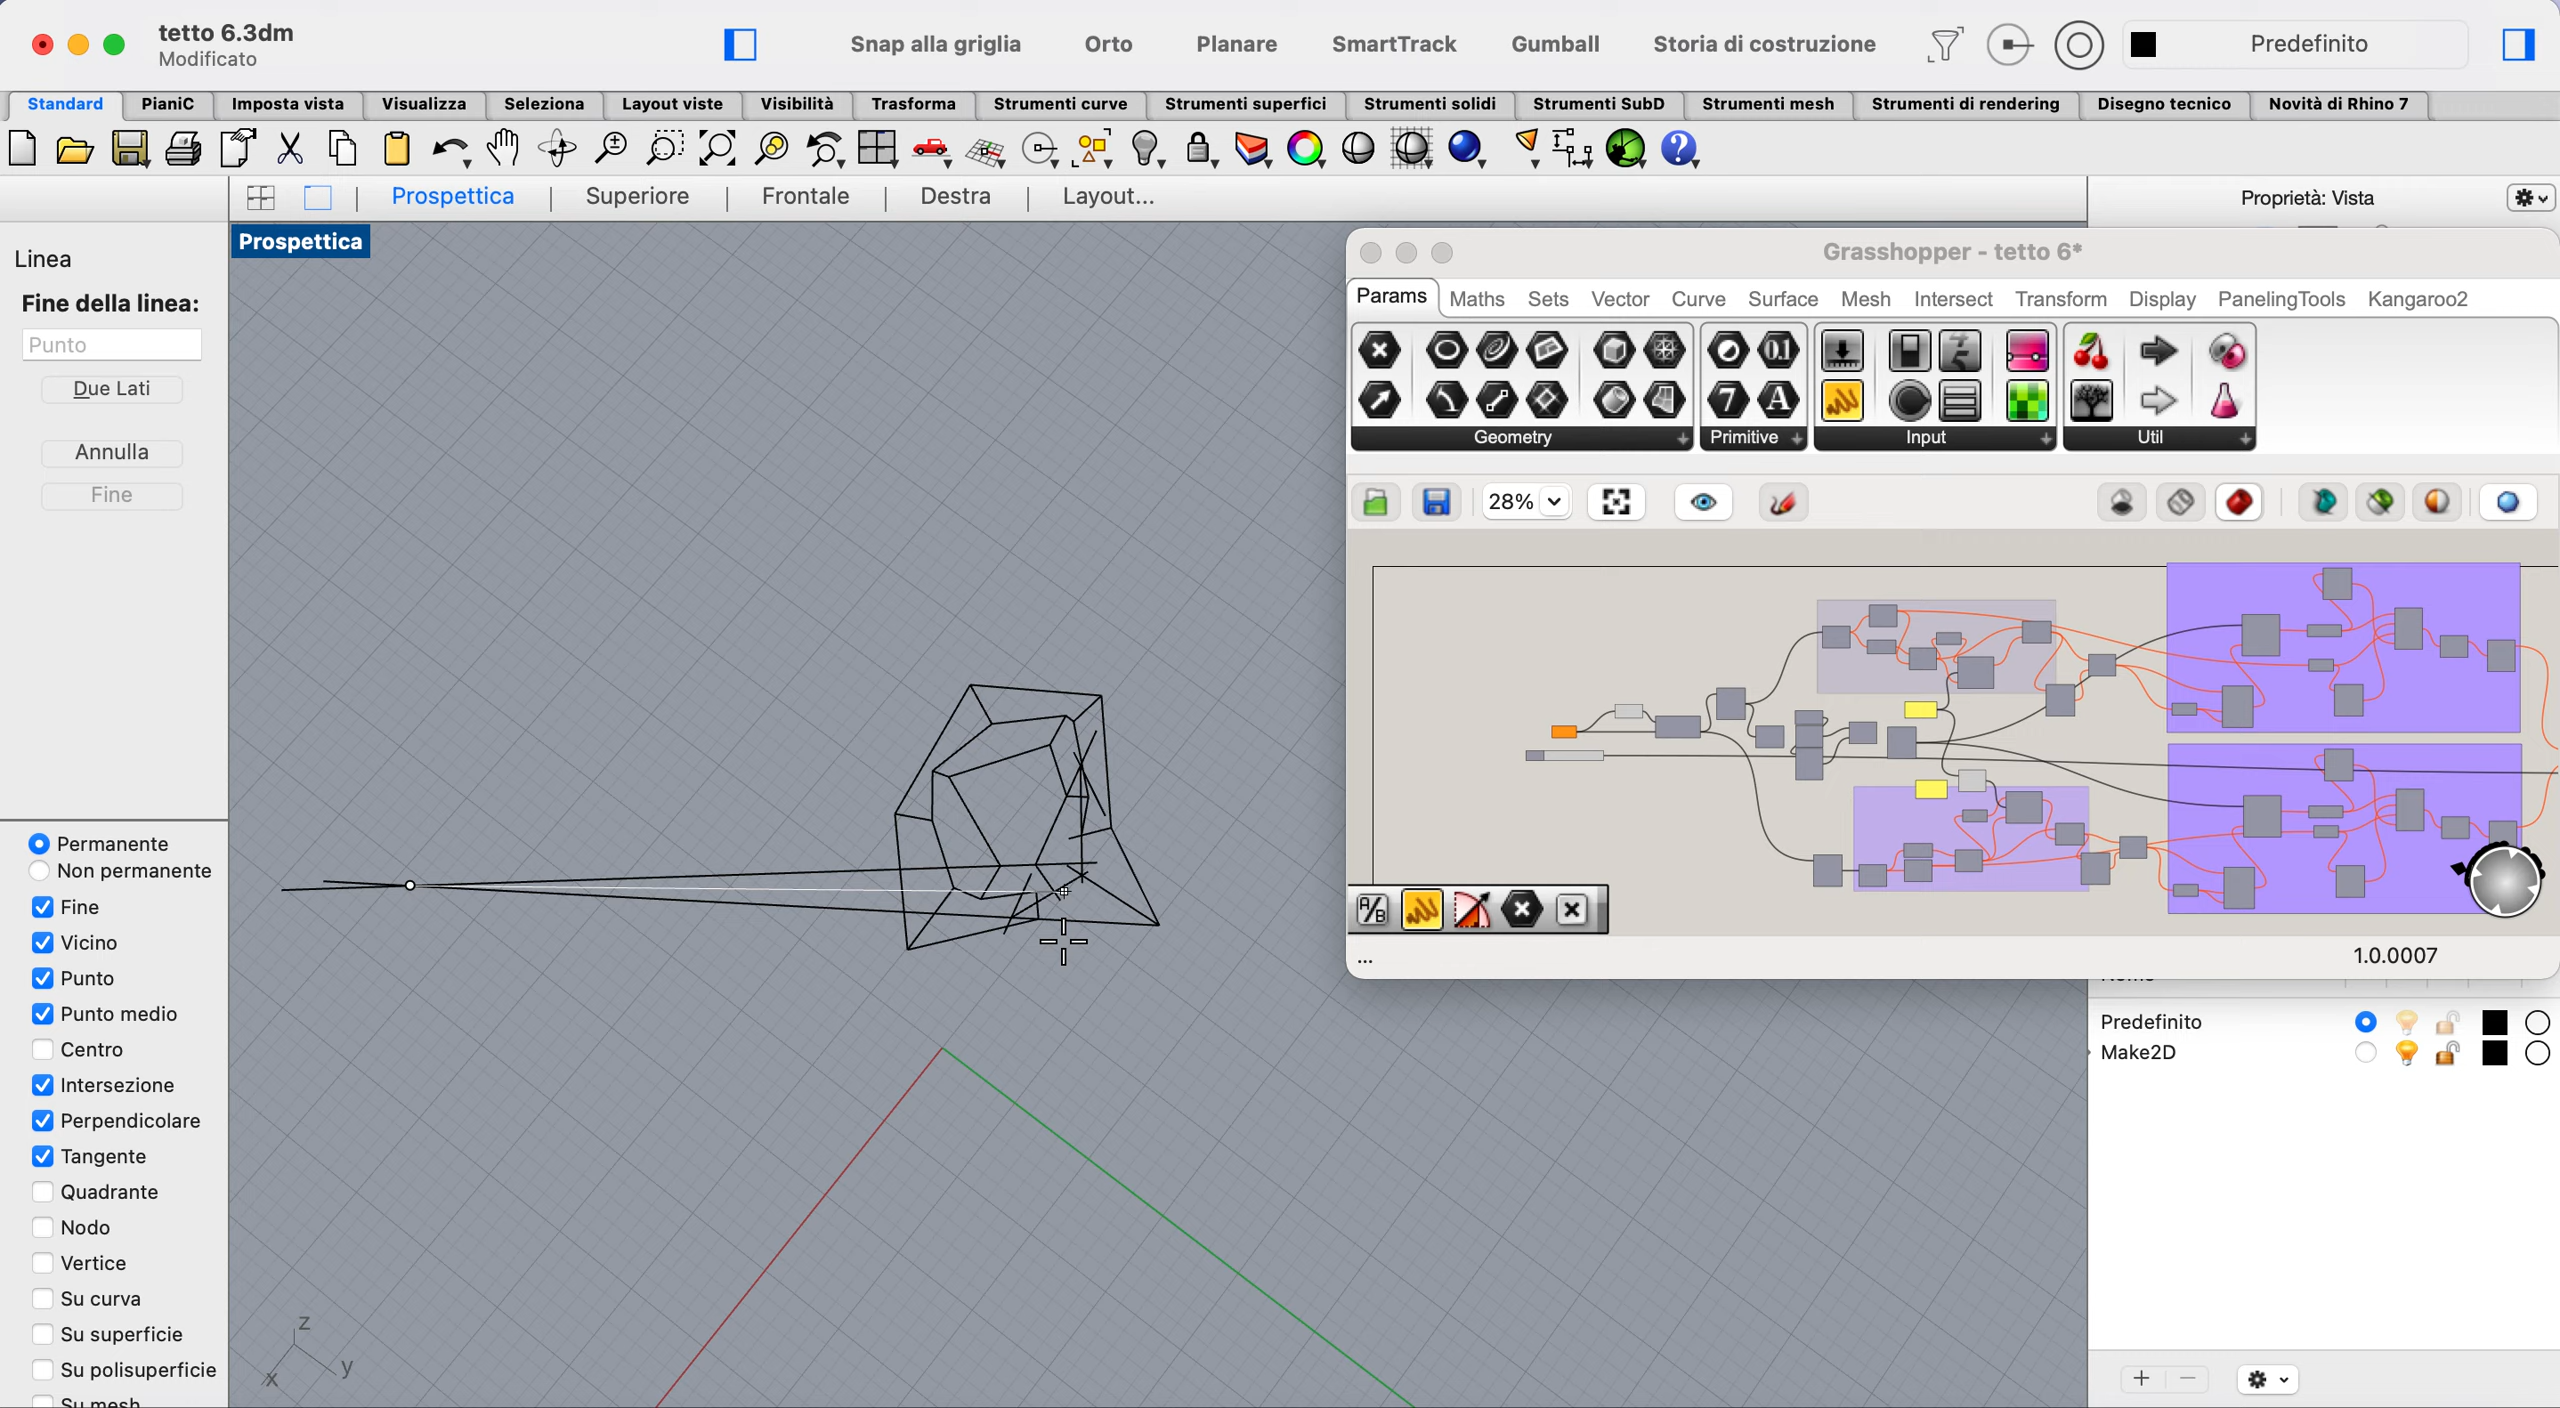 tetto 6.3dm
Modificato
Snap alla griglia
Orto
Planare
SmartTrack
Gumball
Storia di costruzione
Predefinito
Standard
PianiC
Imposta vista
Visualizza
Seleziona
Layout viste
Visibilità
Trasforma
Strumenti curve
Strumenti superfici
Strumenti solidi
Strumenti SubD
Strumenti mesh
Strumenti di rendering
Disegno tecnico
Novità di Rhino 7
Prospettica
Superiore
Frontale
Destra
Layout...
Proprietà: Vista
Prospettica
Linea
Fine della linea:
Punto
Due Lati
Annulla
Fine
Grasshopper - tetto 6*
Params
Maths
Sets
Vector
Curve
Surface
Mesh
Intersect
Transform
Display
PanelingTools
Kangaroo2
Geometry
Primitive
Input
Util
28%
...
1.0.0007
Permanente
Non permanente
Fine
Vicino
Punto
Punto medio
Centro
Intersezione
Perpendicolare
Tangente
Quadrante
Nodo
Vertice
Su curva
Su superficie
Su polisuperficie
Su mesh
Predefinito
Make2D
z
y
x